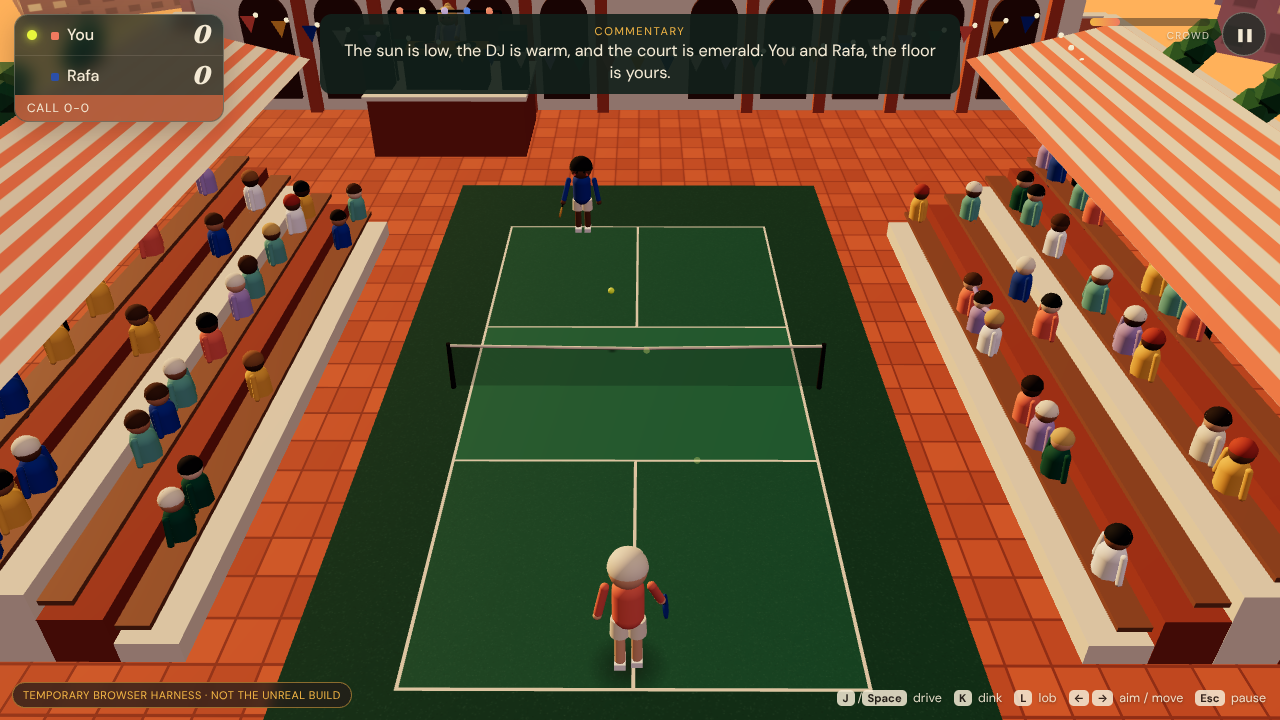 You 0
Rafa 0
CALL 0-0
COMMENTARY
The sun is low, the DJ is warm, and the court is emerald. You and Rafa, the floor
is yours.
CROWD
TEMPORARY BROWSER HARNESS · NOT THE UNREAL BUILD
J / Space drive K dink L lob ← → aim / move Esc pause